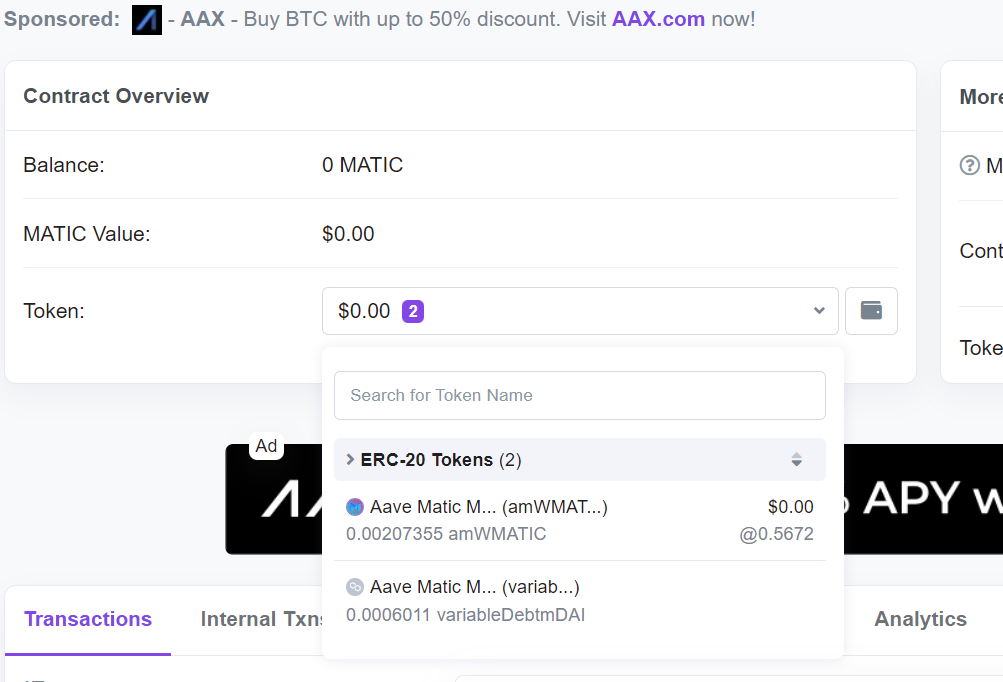 Sponsored: - AAX - Buy BTC with up to 50% discount. Visit AAX.com now!
Contract Overview
Balance: 0 MATIC
MATIC Value: $0.00
Token: $0.00 2
Search for Token Name
ERC-20 Tokens (2)
Aave Matic M... (amWMAT...) $0.00
0.00207355 amWMATIC @0.5672
Aave Matic M... (variab...)
0.0006011 variableDebtmDAI
More
M
Cont
Toke
Ad
APY w
Transactions Internal Txns Analytics